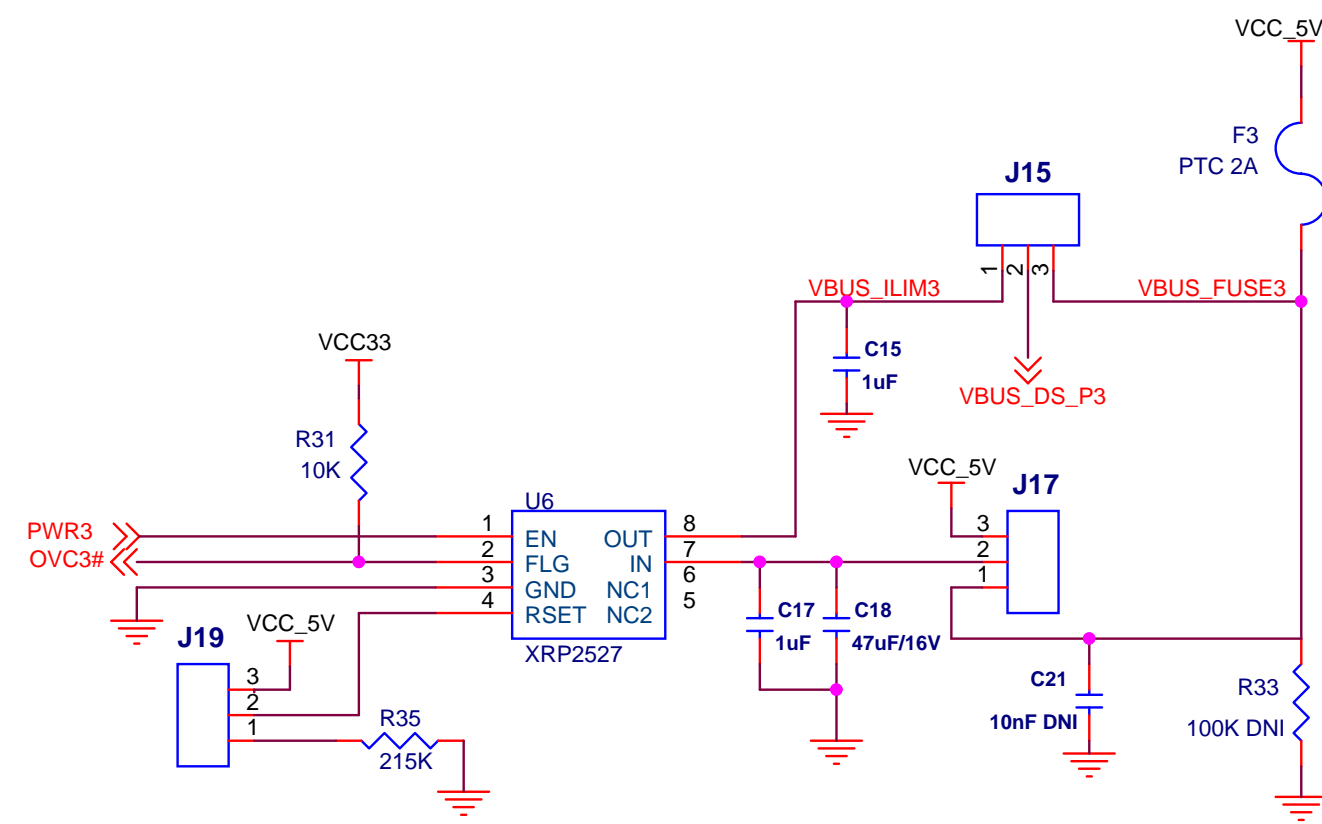 VCC_5V
F3
PTC 2A
J15
1
2
3
VBUS_ILIM3
VBUS_FUSE3
C15
1uF
VBUS_DS_P3
VCC33
R31
10K
VCC_5V
J17
U6
PWR3
1
EN
OUT
8
3
OVC3#
2
FLG
IN
7
2
3
GND
NC1
6
1
4
RSET
NC2
5
XRP2527
C17
1uF
C18
47uF/16V
J19
VCC_5V
3
2
1
R35
215K
C21
10nF DNI
R33
100K DNI